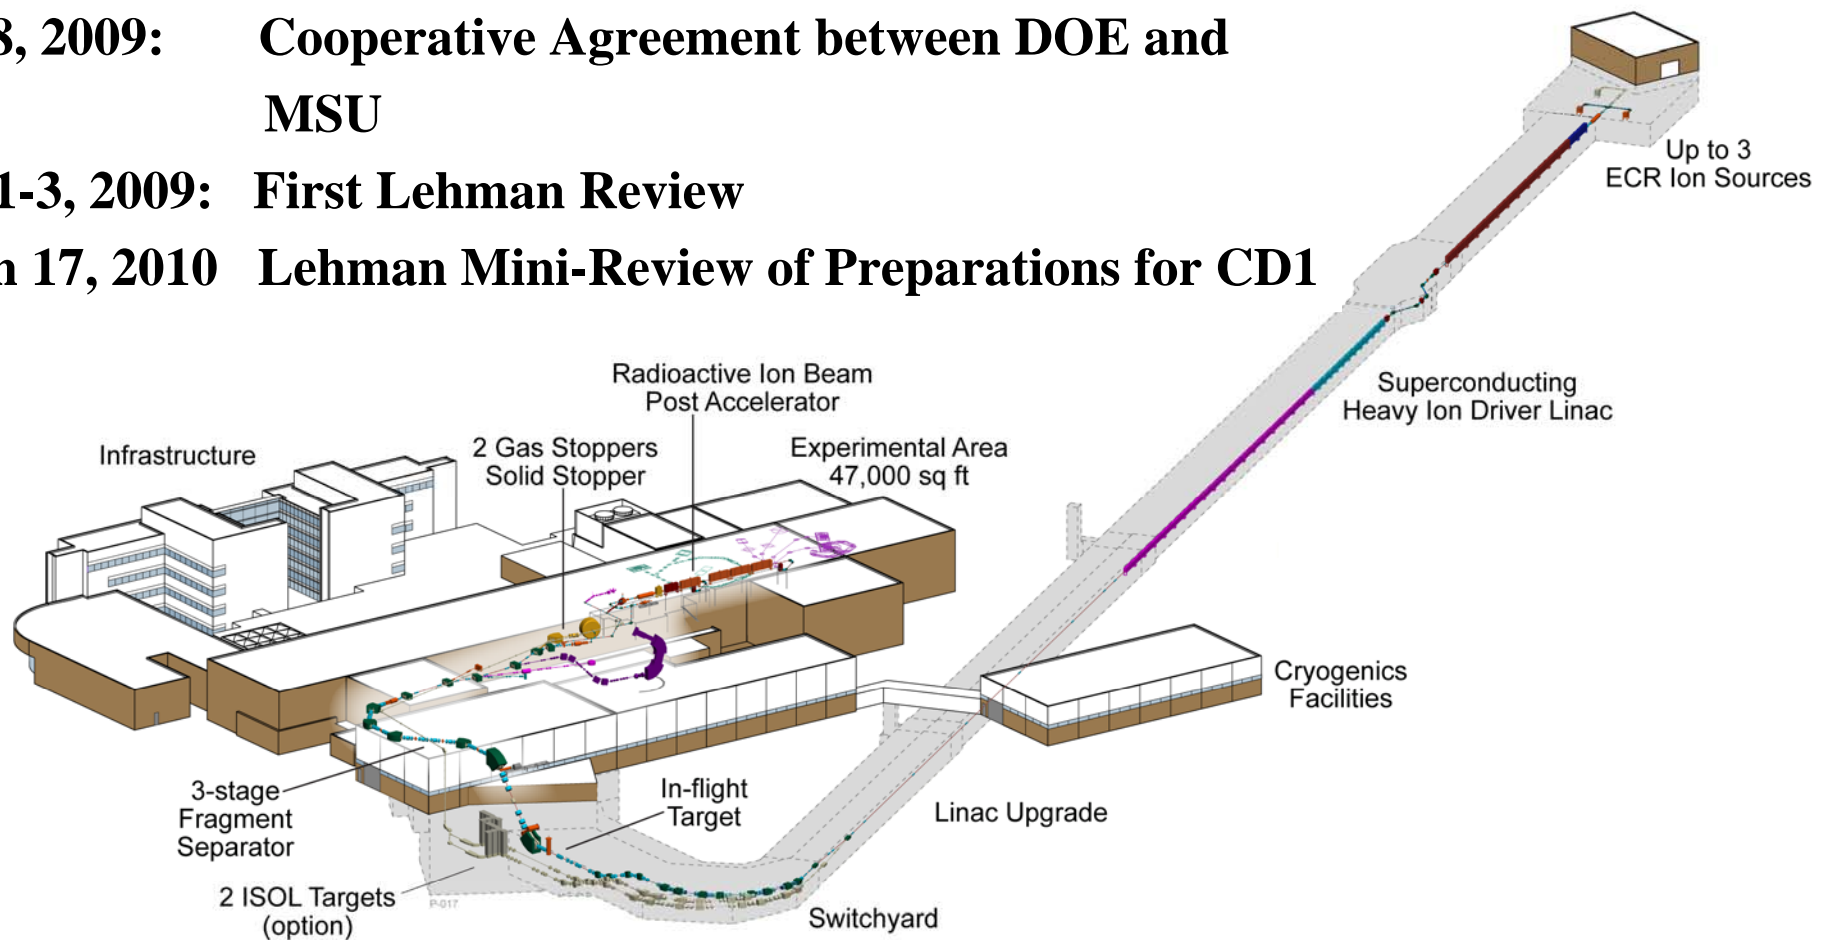 8, 2009: Cooperative Agreement between DOE and
MSU
1-3, 2009: First Lehman Review
17, 2010 Lehman Mini-Review of Preparations for CD1
Up to 3
ECR Ion Sources
Radioactive Ion Beam
Post Accelerator
Superconducting
Heavy Ion Driver Linac
Infrastructure
2 Gas Stoppers
Solid Stopper
Experimental Area
47,000 sq ft
Cryogenics
Facilities
3-stage
Fragment
Separator
In-flight
Target
Linac Upgrade
2 ISOL Targets
(option)
P-017
Switchyard